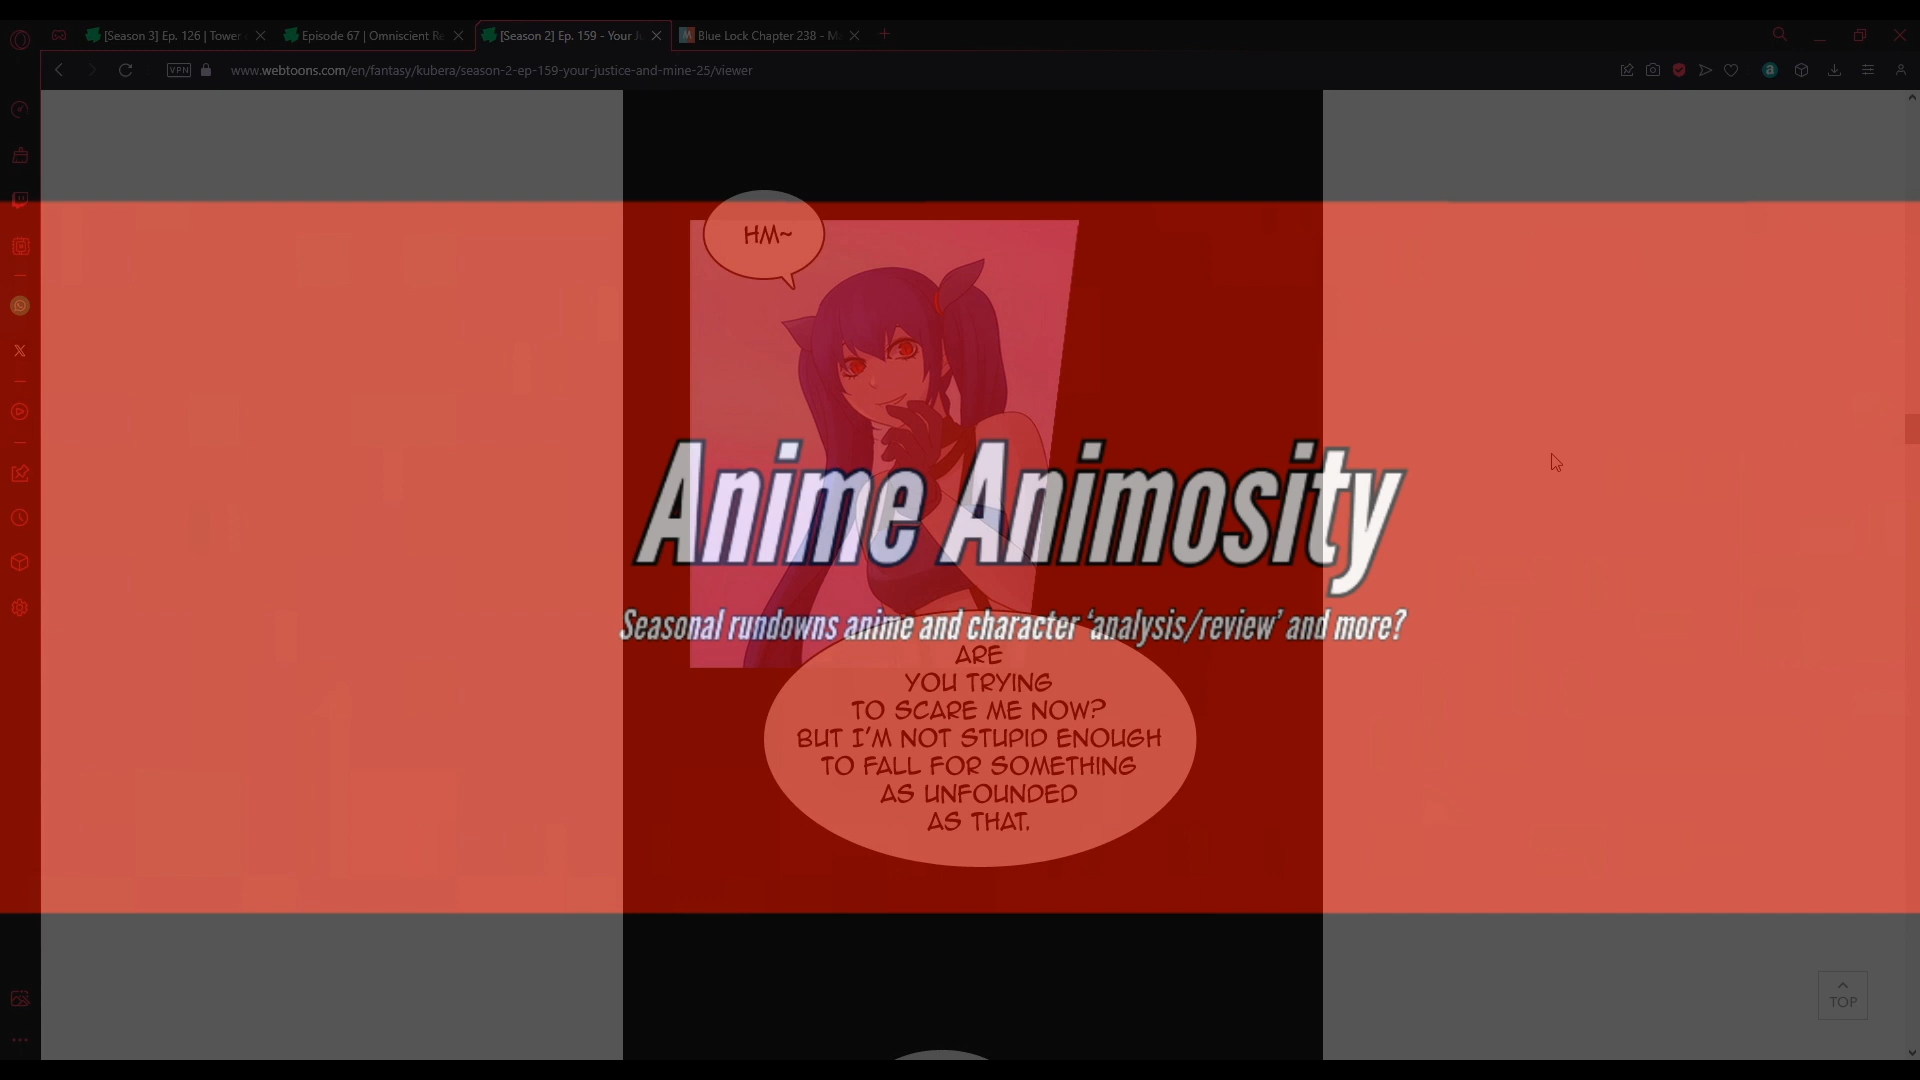 [Season 3] Ep. 126 | Tower
Episode 67 | Omniscient Re
[Season 2] Ep. 159 - Your Ju
Blue Lock Chapter 238 - M
VPN
www.webtoons.com/en/fantasy/kubera/season-2-ep-159-your-justice-and-mine-25/viewer
HM~
Anime Animosity
Seasonal rundowns anime and character ‘analysis/review’ and more?
ARE
YOU TRYING
TO SCARE ME NOW?
BUT I'M NOT STUPID ENOUGH
TO FALL FOR SOMETHING
AS UNFOUNDED
AS THAT.
TOP